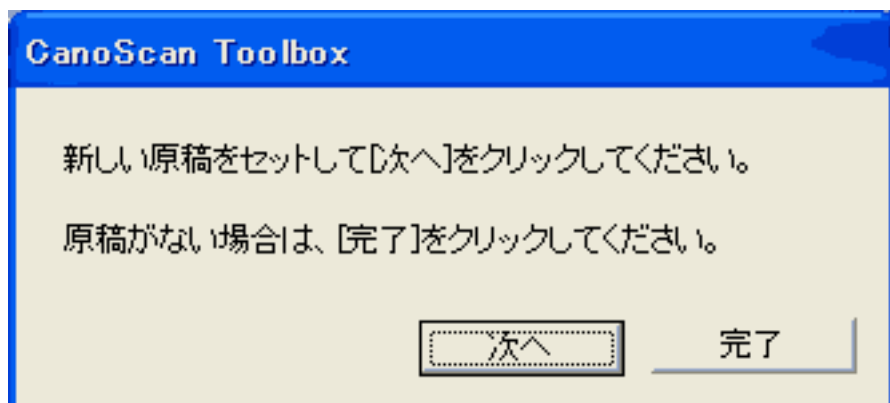 CanoScan Toolbox
新しい原稿をセットして[次へ]をクリックしてください。
原稿がない場合は、[完了]をクリックしてください。
次へ 完了